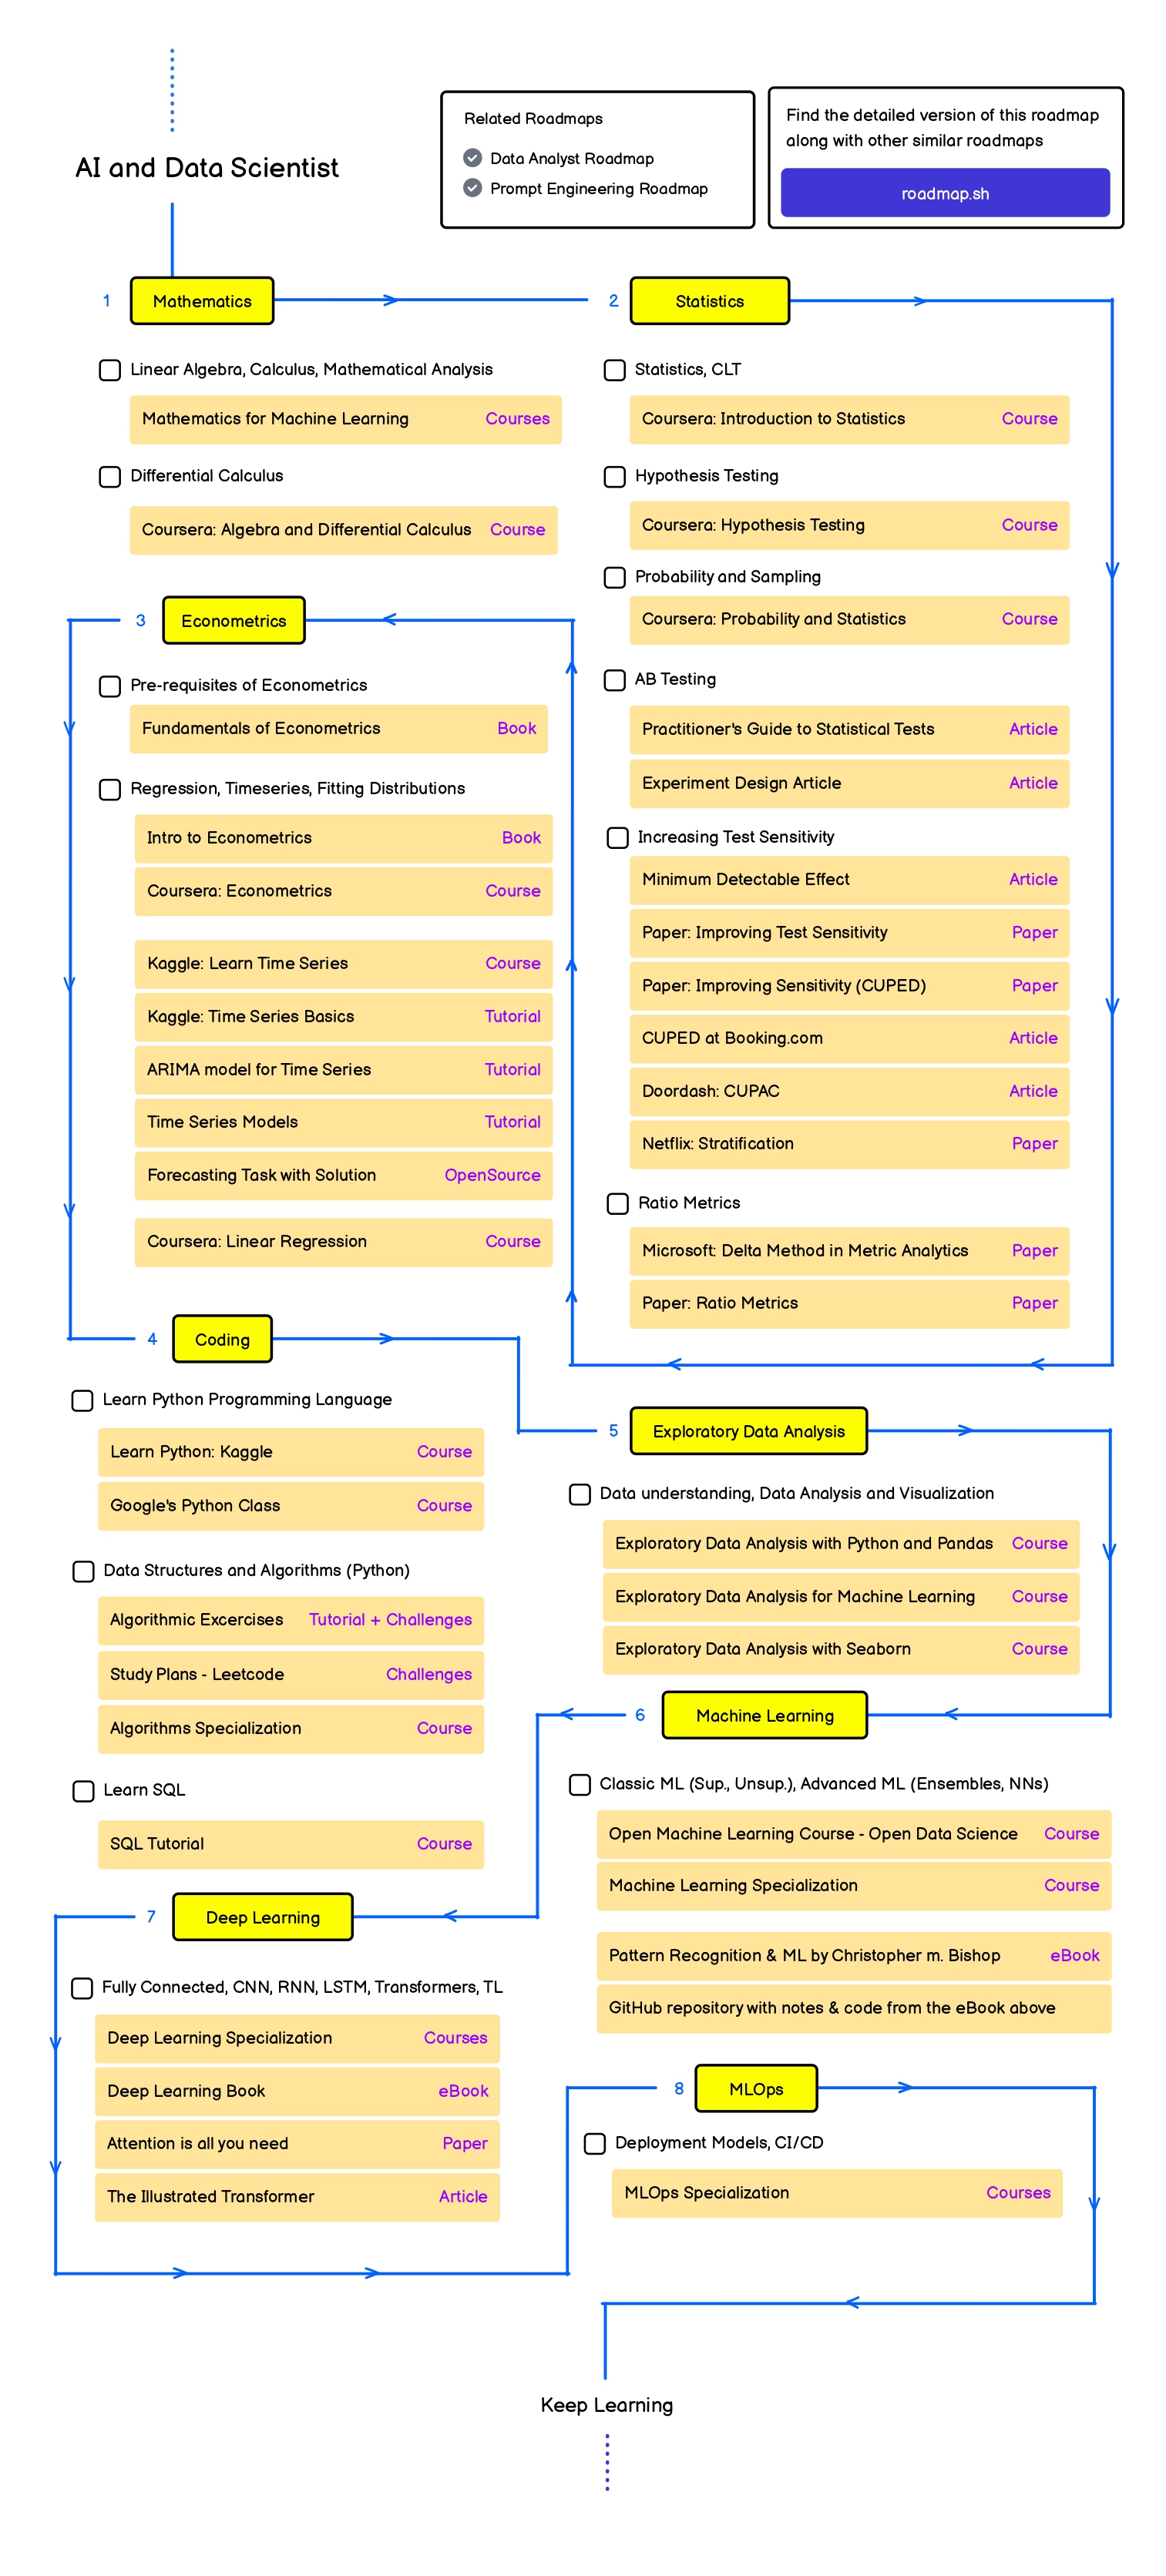 AI and Data Scientist
Related Roadmaps
Data Analyst Roadmap
Prompt Engineering Roadmap
Find the detailed version of this roadmap
along with other similar roadmaps
roadmap.sh
1 Mathematics
Linear Algebra, Calculus, Mathematical Analysis
Mathematics for Machine Learning Courses
Differential Calculus
Coursera: Algebra and Differential Calculus Course
2 Statistics
Statistics, CLT
Coursera: Introduction to Statistics Course
Hypothesis Testing
Coursera: Hypothesis Testing Course
Probability and Sampling
Coursera: Probability and Statistics Course
AB Testing
Practitioner's Guide to Statistical Tests Article
Experiment Design Article Article
Increasing Test Sensitivity
Minimum Detectable Effect Article
Paper: Improving Test Sensitivity Paper
Paper: Improving Sensitivity (CUPED) Paper
CUPED at Booking.com Article
Doordash: CUPAC Article
Netflix: Stratification Paper
Ratio Metrics
Microsoft: Delta Method in Metric Analytics Paper
Paper: Ratio Metrics Paper
3 Econometrics
Pre-requisites of Econometrics
Fundamentals of Econometrics Book
Regression, Timeseries, Fitting Distributions
Intro to Econometrics Book
Coursera: Econometrics Course
Kaggle: Learn Time Series Course
Kaggle: Time Series Basics Tutorial
ARIMA model for Time Series Tutorial
Time Series Models Tutorial
Forecasting Task with Solution OpenSource
Coursera: Linear Regression Course
4 Coding
Learn Python Programming Language
Learn Python: Kaggle Course
Google's Python Class Course
Data Structures and Algorithms (Python)
Algorithmic Excercises Tutorial + Challenges
Study Plans - Leetcode Challenges
Algorithms Specialization Course
Learn SQL
SQL Tutorial Course
5 Exploratory Data Analysis
Data understanding, Data Analysis and Visualization
Exploratory Data Analysis with Python and Pandas Course
Exploratory Data Analysis for Machine Learning Course
Exploratory Data Analysis with Seaborn Course
6 Machine Learning
Classic ML (Sup., Unsup.), Advanced ML (Ensembles, NNs)
Open Machine Learning Course - Open Data Science Course
Machine Learning Specialization Course
Pattern Recognition & ML by Christopher m. Bishop eBook
GitHub repository with notes & code from the eBook above
7 Deep Learning
Fully Connected, CNN, RNN, LSTM, Transformers, TL
Deep Learning Specialization Courses
Deep Learning Book eBook
Attention is all you need Paper
The Illustrated Transformer Article
8 MLOps
Deployment Models, CI/CD
MLOps Specialization Courses
Keep Learning